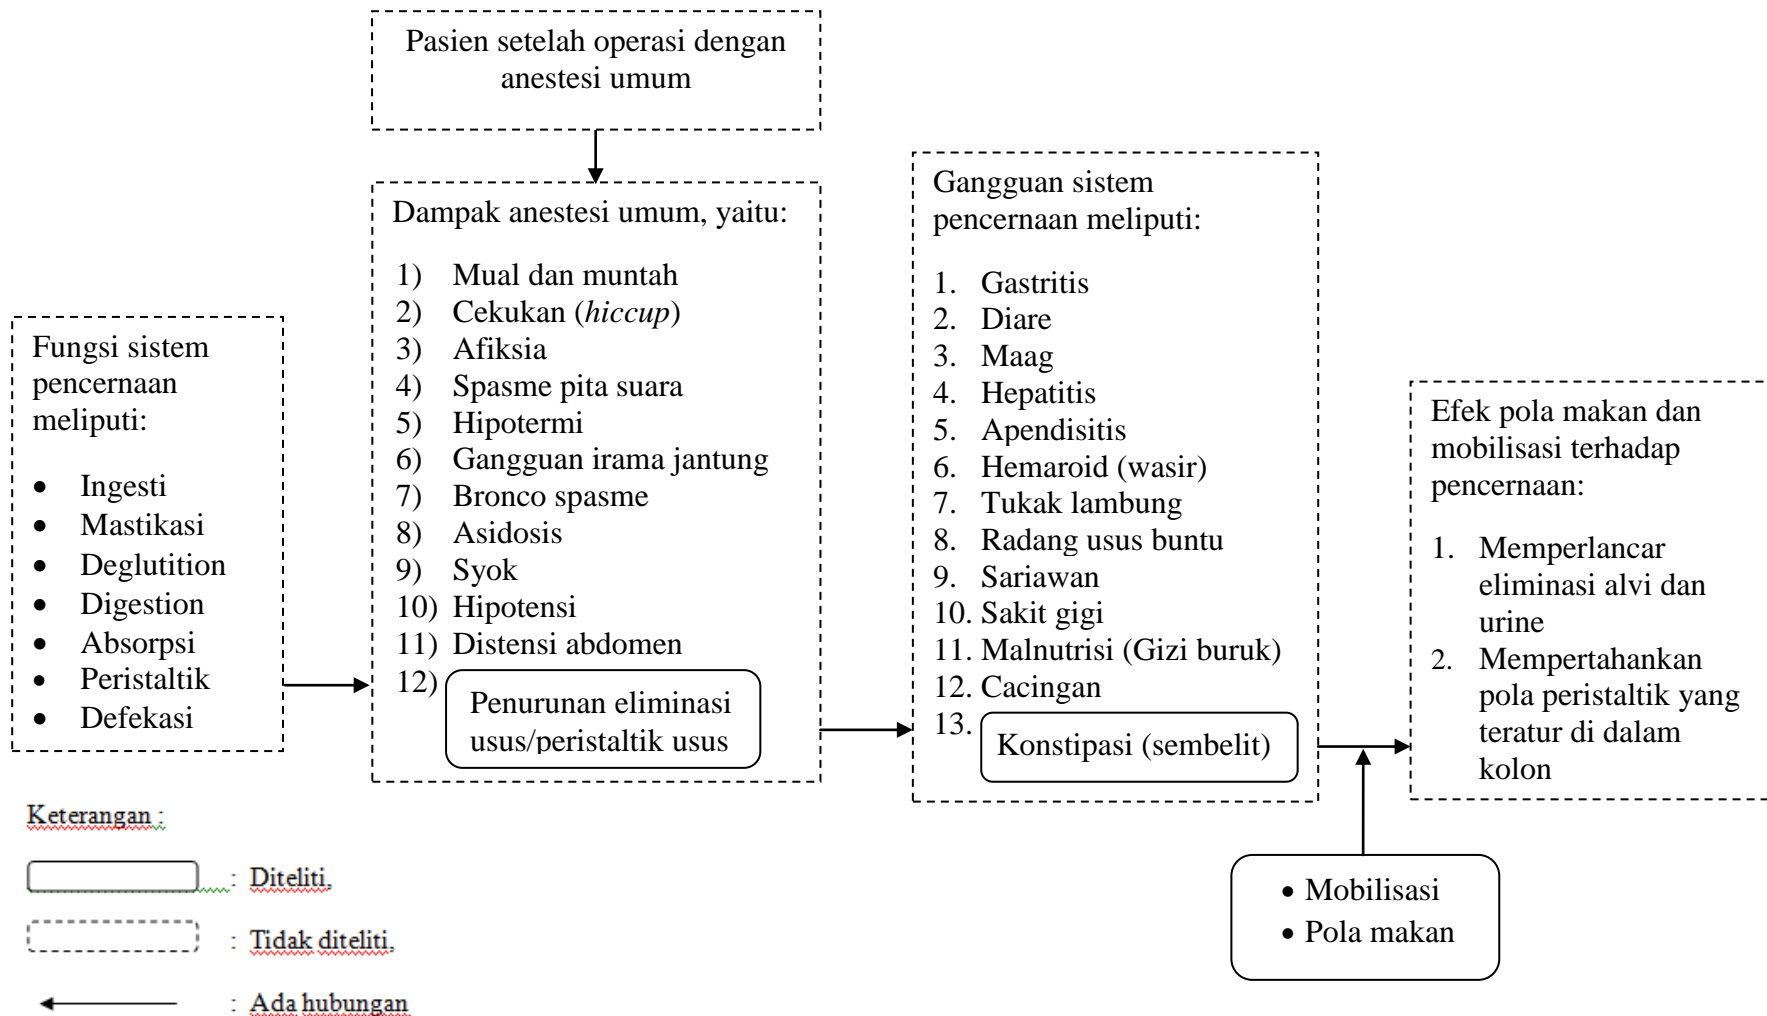 Pasien setelah operasi dengan
anestesi umum
Fungsi sistem
pencernaan
meliputi:
• Ingesti
• Mastikasi
• Deglutition
• Digestion
• Absorpsi
• Peristaltik
• Defekasi
Dampak anestesi umum, yaitu:
1) Mual dan muntah
2) Cekukan (hiccup)
3) Afiksia
4) Spasme pita suara
5) Hipotermi
6) Gangguan irama jantung
7) Bronco spasme
8) Asidosis
9) Syok
10) Hipotensi
11) Distensi abdomen
12) Penurunan eliminasi
usus/peristaltik usus
Gangguan sistem
pencernaan meliputi:
1. Gastritis
2. Diare
3. Maag
4. Hepatitis
5. Apendisitis
6. Hemaroid (wasir)
7. Tukak lambung
8. Radang usus buntu
9. Sariawan
10. Sakit gigi
11. Malnutrisi (Gizi buruk)
12. Cacingan
13. Konstipasi (sembelit)
Efek pola makan dan
mobilisasi terhadap
pencernaan:
1. Memperlancar
eliminasi alvi dan
urine
2. Mempertahankan
pola peristaltik yang
teratur di dalam
kolon
• Mobilisasi
• Pola makan
Keterangan :
: Diteliti,
: Tidak diteliti,
: Ada hubungan